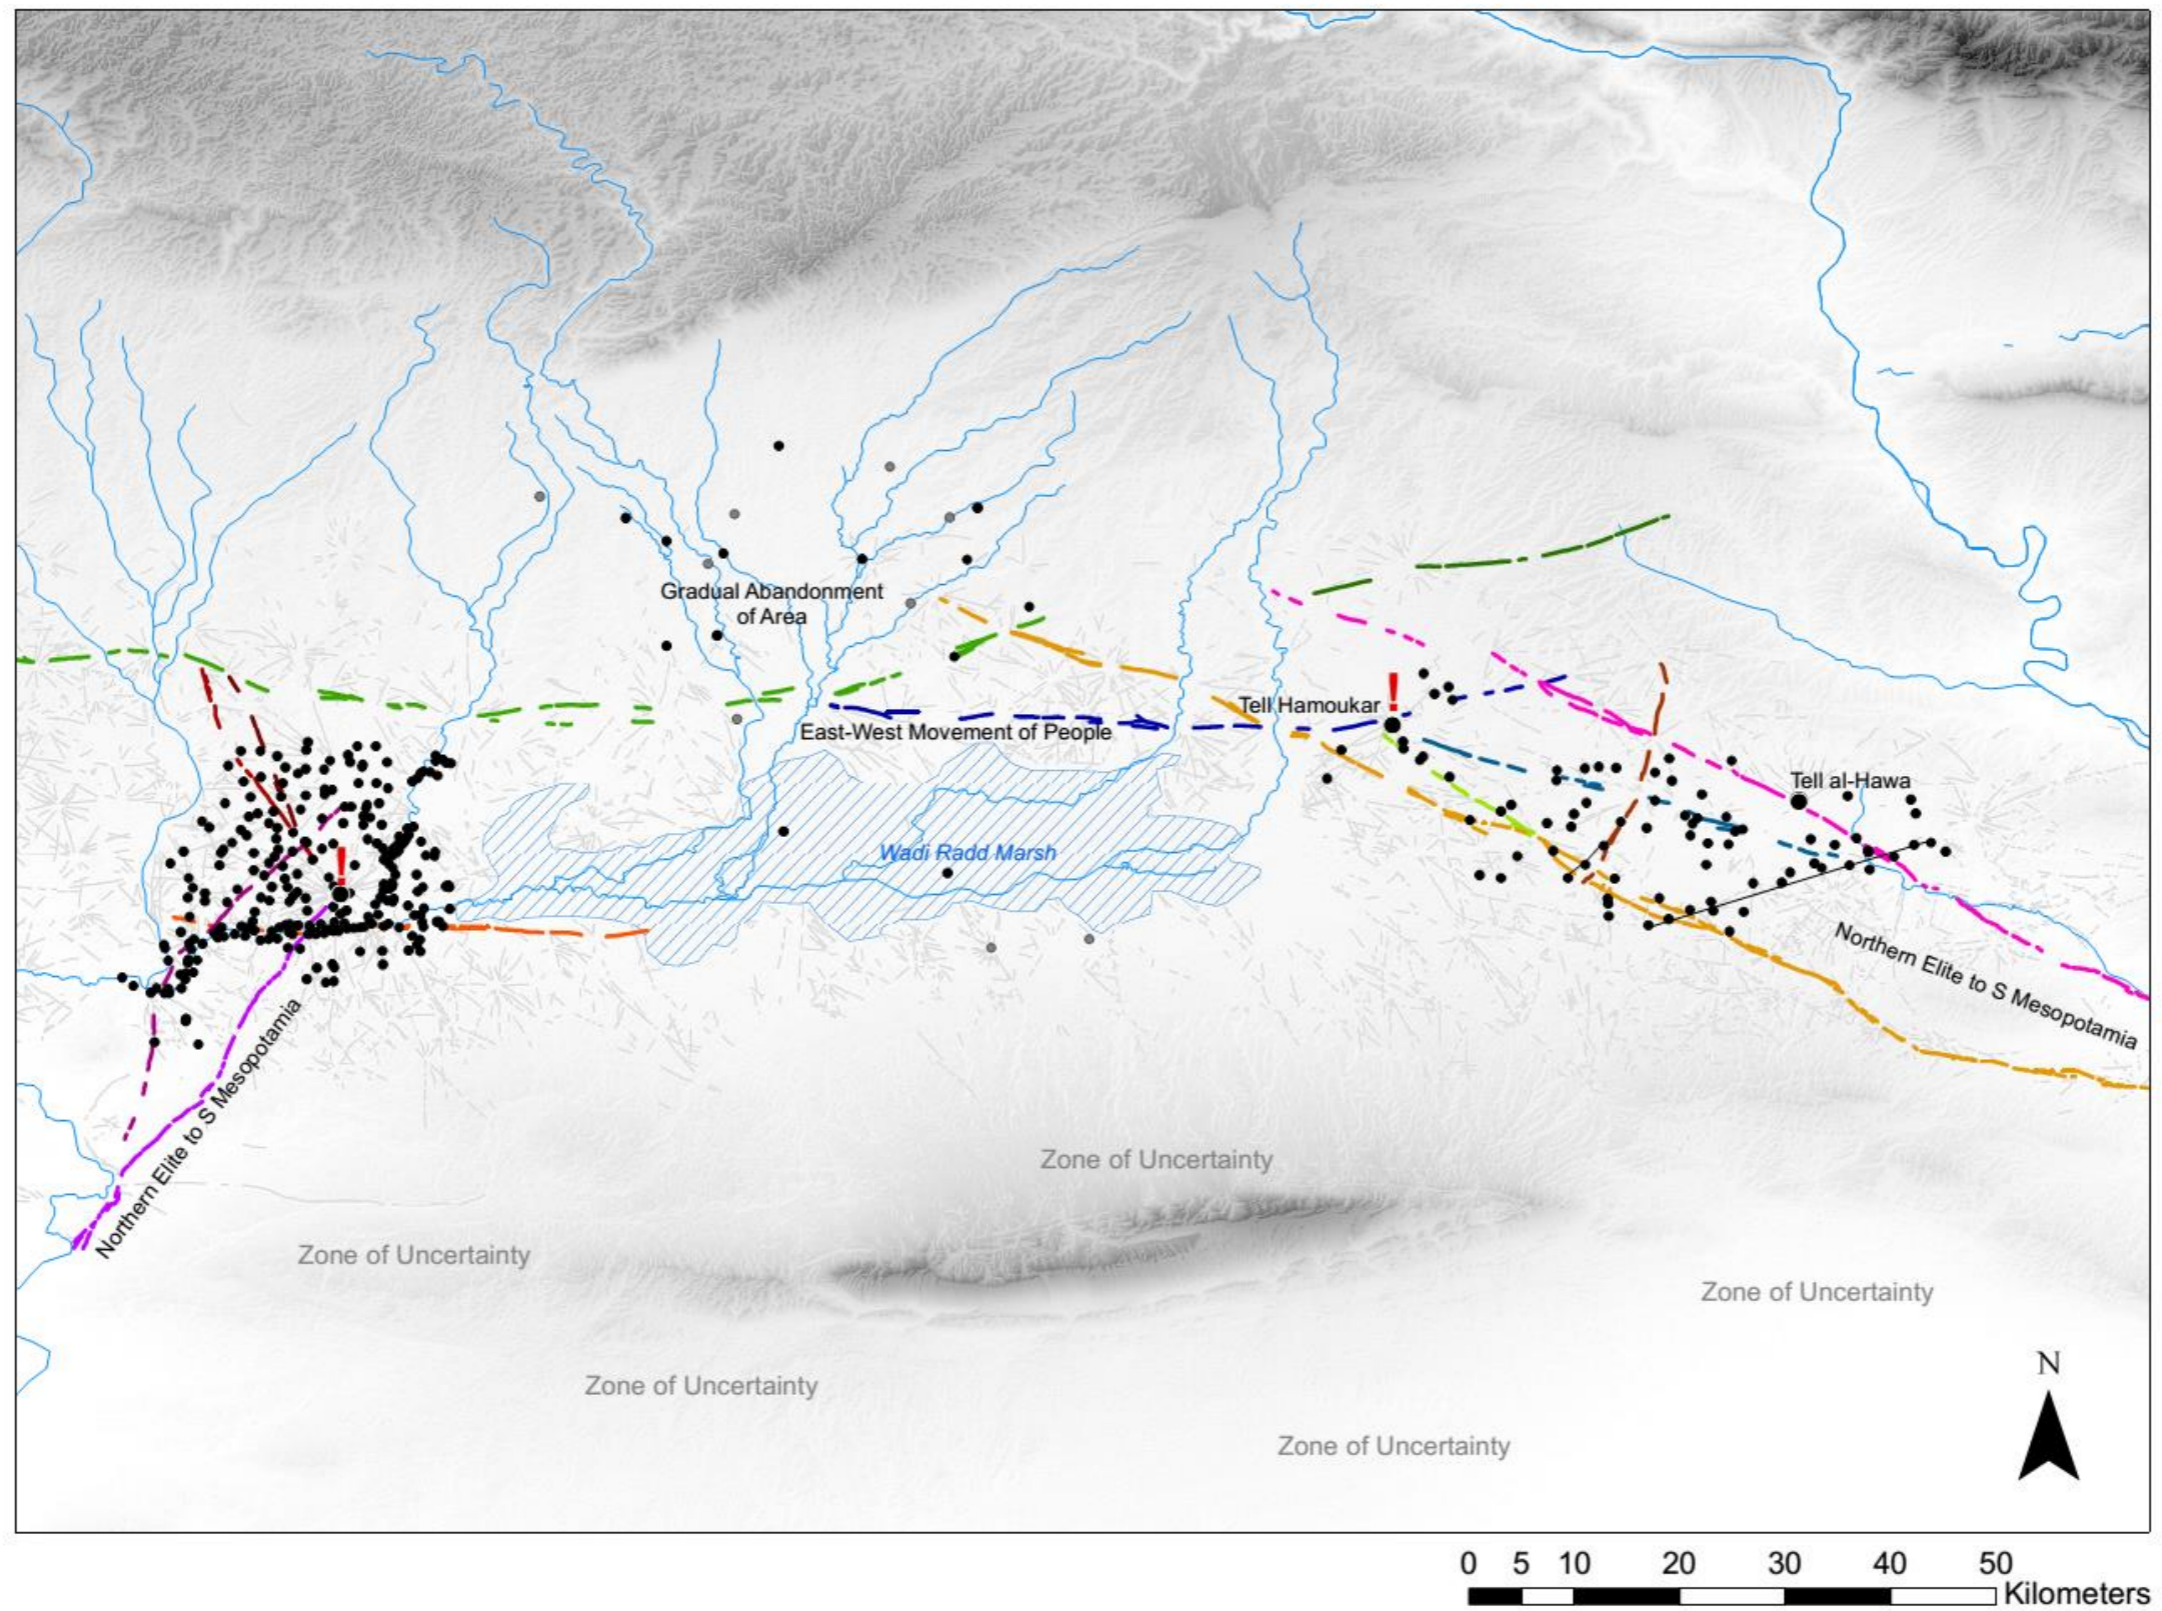 Gradual Abandonment
of Area
Tell Hamoukar
!
East-West Movement of People
Tell al-Hawa
!
Wadi Radd Marsh
Northern Elite to S Mesopotamia
Northern Elite to S Mesopotamia
Zone of Uncertainty
Zone of Uncertainty
Zone of Uncertainty
Zone of Uncertainty
Zone of Uncertainty
N
0 5 10 20 30 40 50
Kilometers